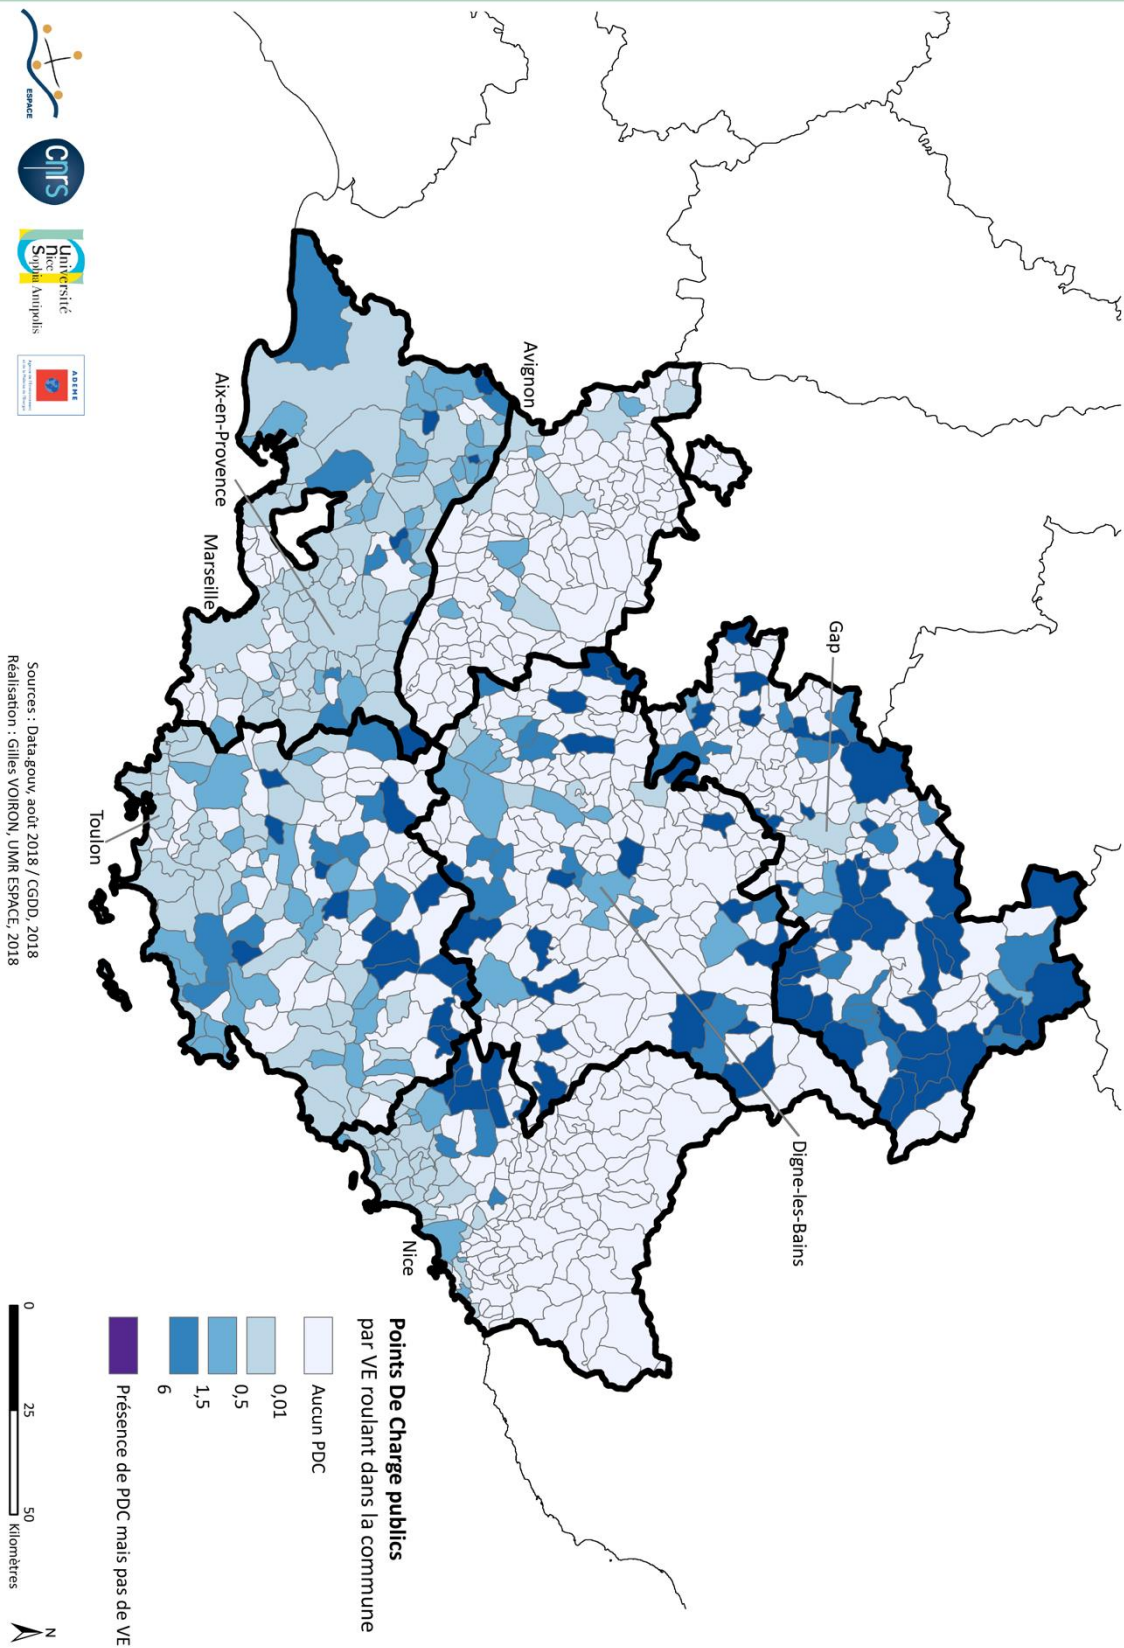 Avignon
Aix-en-Provence
Marseille
Gap
Toulon
Digne-les-Bains
Nice
Points De Charge publics
par VE roulant dans la commune
Aucun PDC
0,01
0,5
1,5
6
Présence de PDC mais pas de VE
0 25 50
Kilomètres
N
Sources : Data.gouv, août 2018 / CGDD, 2018
Réalisation : Gilles VOIRON, UMR ESPACE, 2018
ESPACE
cnrs
Université
nice
Sophia Antipolis
ADEME